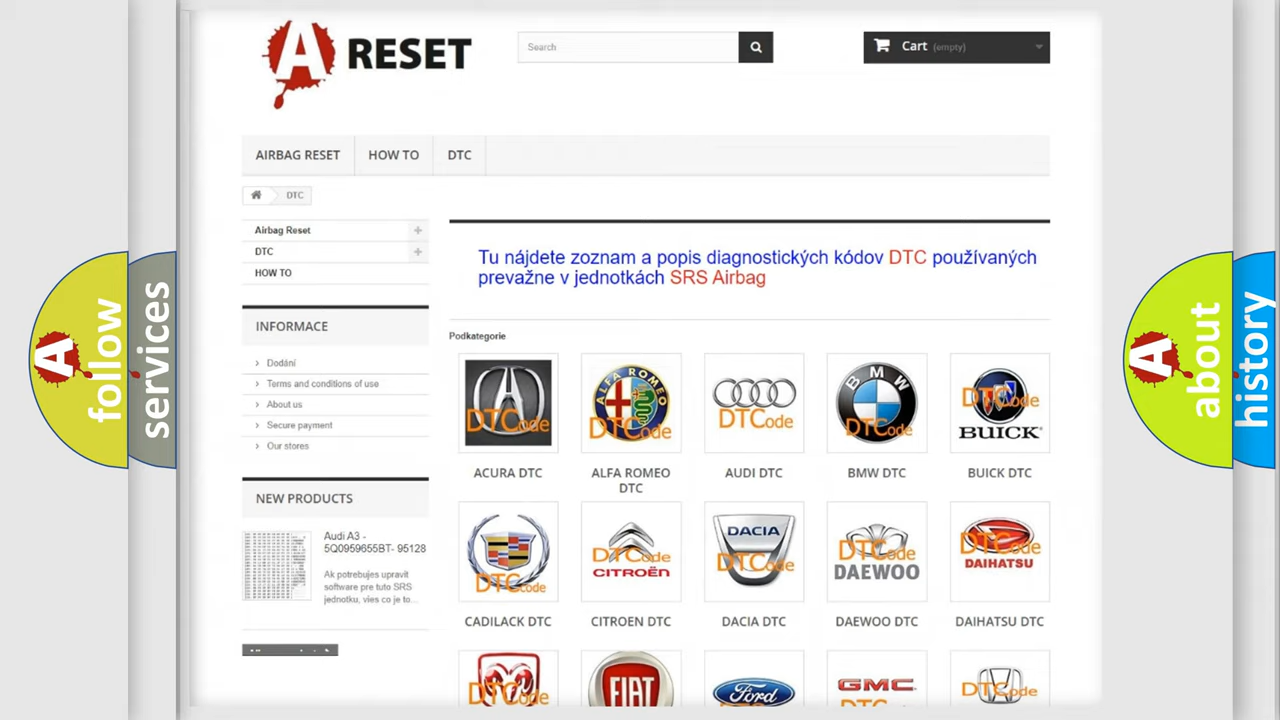 A RESET
Search
Cart (empty)
AIRBAG RESET
HOW TO
DTC
DTC
Airbag Reset
DTC
HOW TO
Tu nájdete zoznam a popis diagnostických kódov DTC používaných
prevažne v jednotkách SRS Airbag
INFORMACE
Dodání
Terms and conditions of use
About us
Secure payment
Our stores
Podkategorie
DTCode
ALFA ROMEO
DTCode
DTCode
BMW
DTCode
DTCode
BUICK
ACURA DTC
ALFA ROMEO
DTC
AUDI DTC
BMW DTC
BUICK DTC
NEW PRODUCTS
Audi A3 -
5Q0959655BT- 95128
Ak potrebujes upravit
software pre tuto SRS
jednotku, vies co je to...
DTCode
DTCode
CITROËN
DACIA
DTCode
DTCode
DAEWOO
DTCode
DAIHATSU
CADILACK DTC
CITROEN DTC
DACIA DTC
DAEWOO DTC
DAIHATSU DTC
DTCode
FIAT
Ford
GMC
DTCode
A follow
services
A about
history